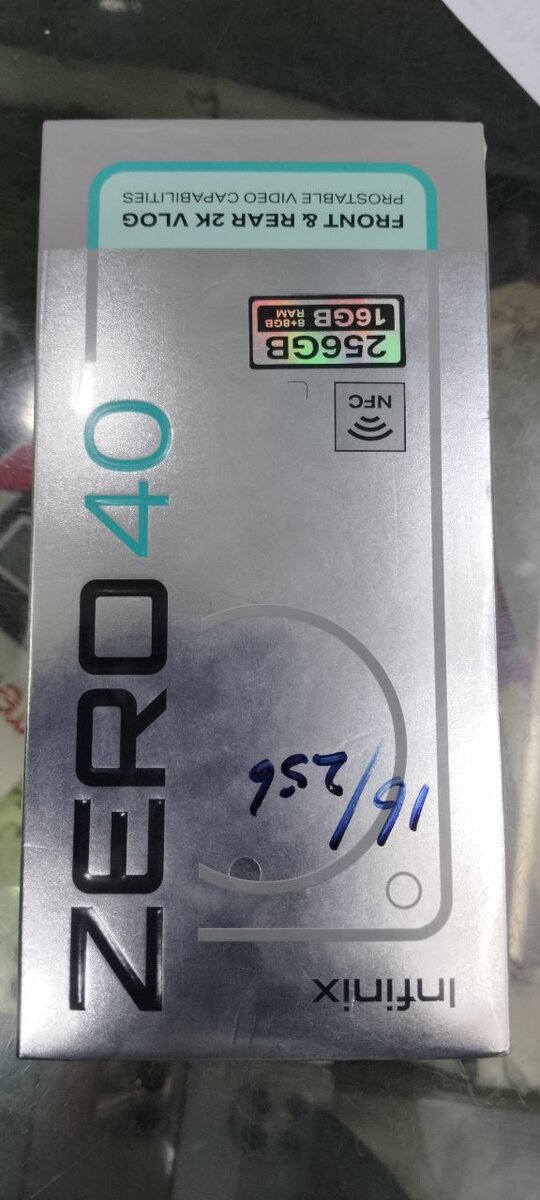 Infinix
16/256
NFC
256GB
16GB 8+8GB RAM
FRONT & REAR 2K VLOG
PROSTABLE VIDEO CAPABILITIES
ZERO 40